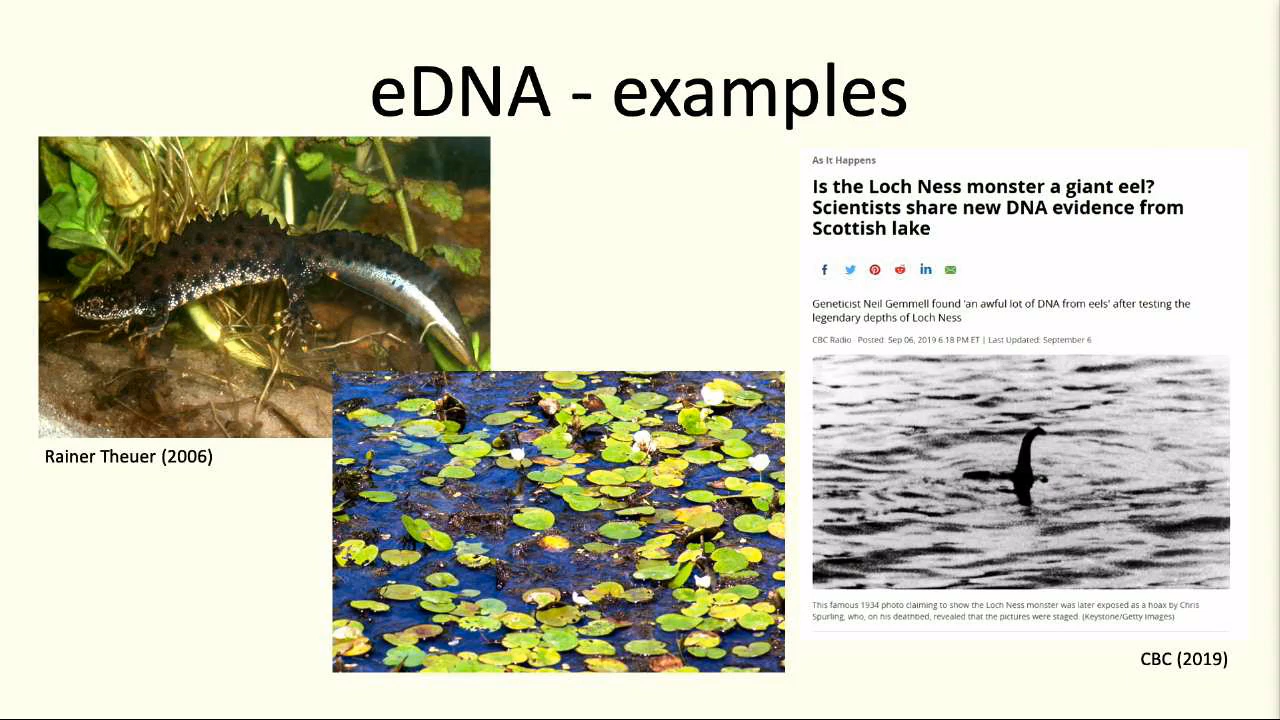 eDNA - examples
Rainer Theuer (2006)
As It Happens
Is the Loch Ness monster a giant eel?
Scientists share new DNA evidence from
Scottish lake
Geneticist Neil Gemmell found 'an awful lot of DNA from eels' after testing the
legendary depths of Loch Ness
CBC Radio · Posted: Sep 06, 2019 6:18 PM ET | Last Updated: September 6
This famous 1934 photo claiming to show the Loch Ness monster was later exposed as a hoax by Chris
Spurling, who, on his deathbed, revealed that the pictures were staged. (Keystone/Getty Images)
CBC (2019)